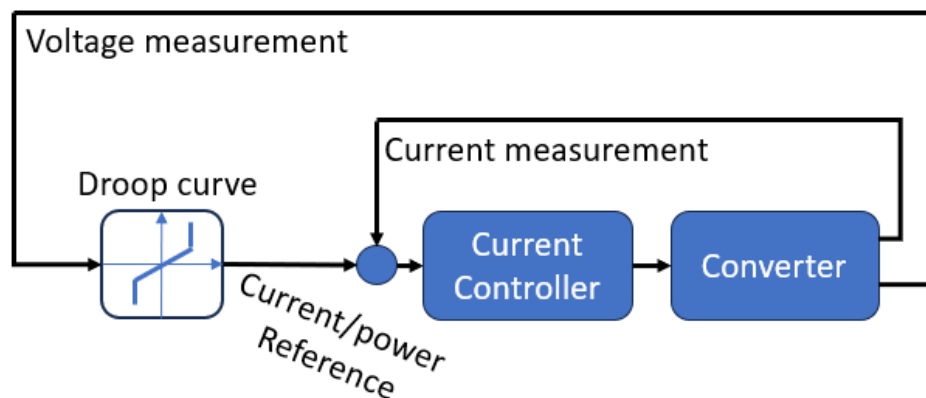 Voltage measurement
Current measurement
Droop curve
Current/power
Reference
Current
Controller
Converter